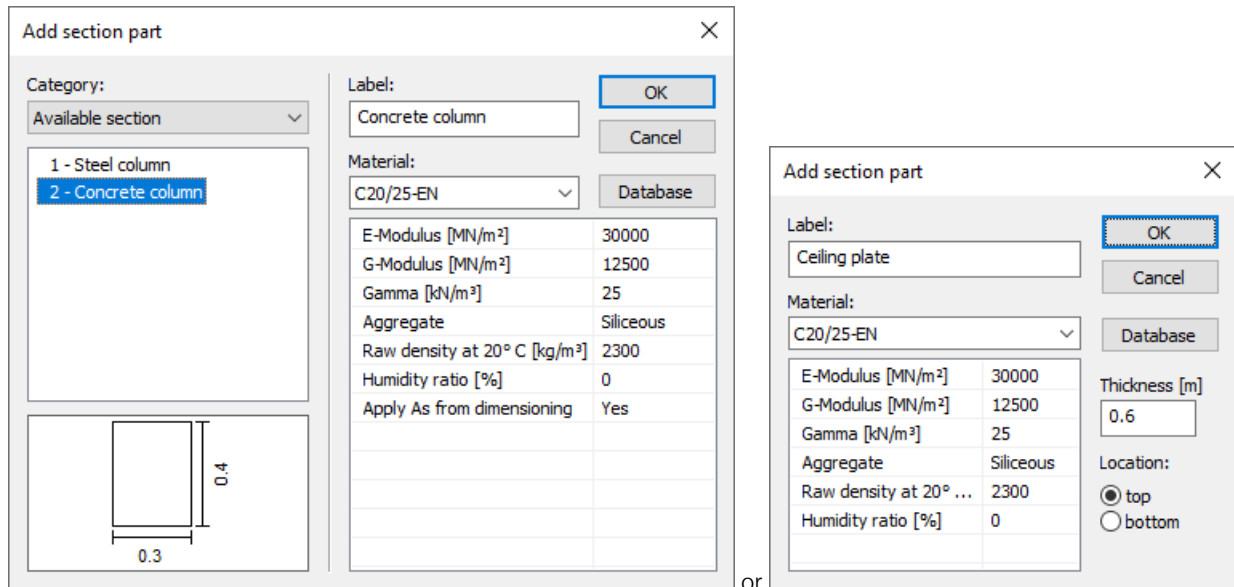 Add section part
Category:
Available section
1 - Steel column
2 - Concrete column
0.4
0.3
Label:
Concrete column
OK
Cancel
Material:
C20/25-EN
Database
E-Modulus [MN/m²] 30000
G-Modulus [MN/m²] 12500
Gamma [kN/m³] 25
Aggregate Siliceous
Raw density at 20° C [kg/m³] 2300
Humidity ratio [%] 0
Apply As from dimensioning Yes
or
Add section part
Label:
Ceiling plate
OK
Cancel
Material:
C20/25-EN
Database
E-Modulus [MN/m²] 30000
G-Modulus [MN/m²] 12500
Gamma [kN/m³] 25
Aggregate Siliceous
Raw density at 20° ... 2300
Humidity ratio [%] 0
Thickness [m]
0.6
Location:
top
bottom